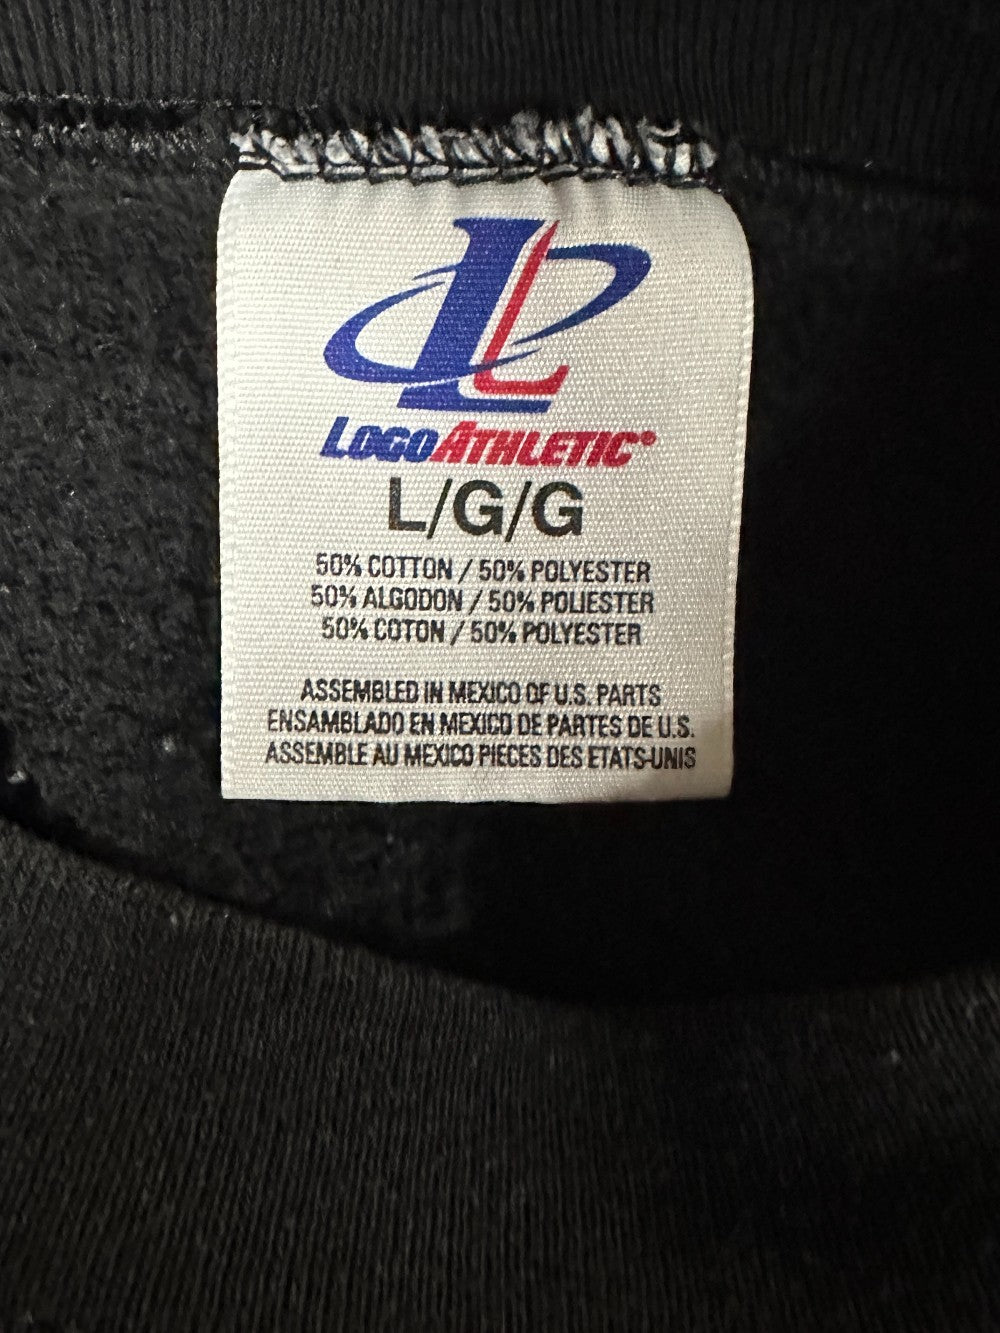 LL
LOGOATHLETIC®
L/G/G
50% COTTON / 50% POLYESTER
50% ALGODON / 50% POLIESTER
50% COTON / 50% POLYESTER
ASSEMBLED IN MEXICO OF U.S. PARTS
ENSAMBLADO EN MEXICO DE PARTES DE U.S.
ASSEMBLE AU MEXICO PIECES DES ETATS-UNIS